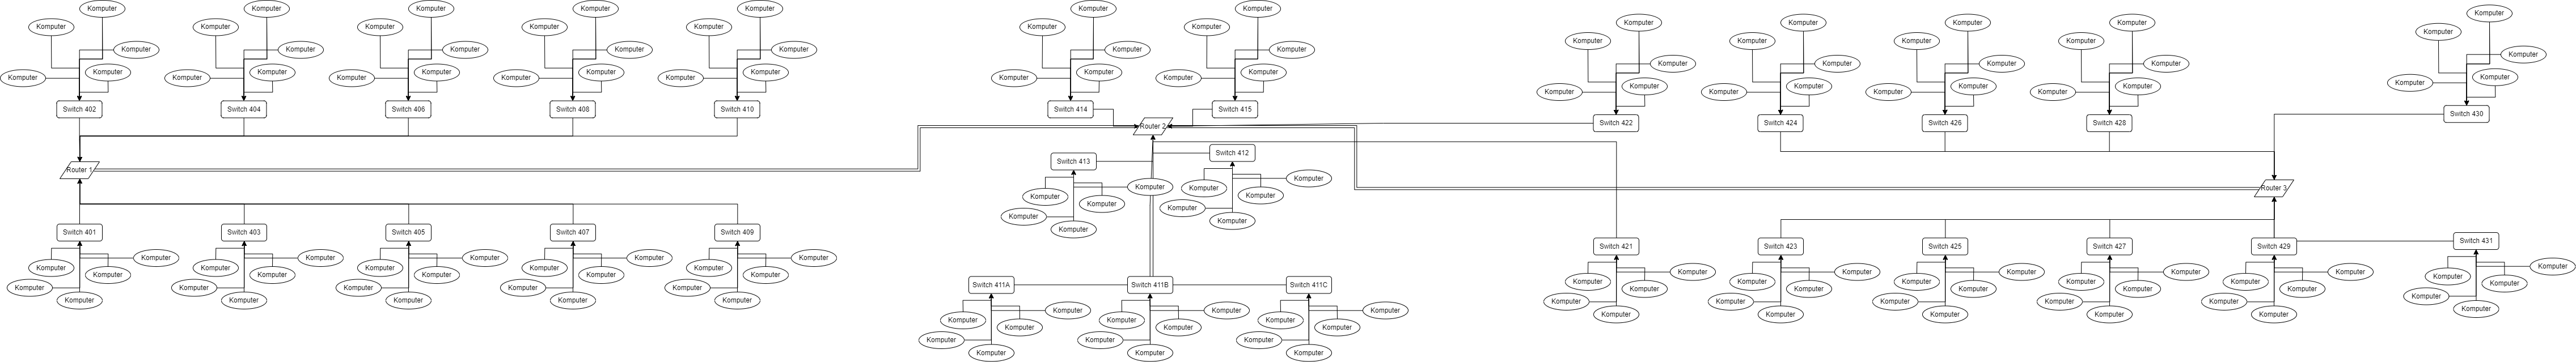 Komputer
Komputer
Komputer
Komputer
Komputer
Switch 402
Komputer
Komputer
Komputer
Komputer
Komputer
Switch 404
Komputer
Komputer
Komputer
Komputer
Komputer
Switch 406
Komputer
Komputer
Komputer
Komputer
Komputer
Switch 408
Komputer
Komputer
Komputer
Komputer
Komputer
Switch 410
Router 1
Switch 401
Komputer
Komputer
Komputer
Komputer
Komputer
Switch 403
Komputer
Komputer
Komputer
Komputer
Komputer
Switch 405
Komputer
Komputer
Komputer
Komputer
Komputer
Switch 407
Komputer
Komputer
Komputer
Komputer
Komputer
Switch 409
Komputer
Komputer
Komputer
Komputer
Komputer
Komputer
Komputer
Komputer
Komputer
Komputer
Switch 414
Komputer
Komputer
Komputer
Komputer
Komputer
Switch 415
Router 2
Switch 413
Komputer
Komputer
Komputer
Komputer
Komputer
Switch 412
Komputer
Komputer
Komputer
Komputer
Komputer
Switch 411A
Komputer
Komputer
Komputer
Komputer
Komputer
Switch 411B
Komputer
Komputer
Komputer
Komputer
Komputer
Switch 411C
Komputer
Komputer
Komputer
Komputer
Komputer
Komputer
Komputer
Komputer
Komputer
Komputer
Switch 422
Komputer
Komputer
Komputer
Komputer
Komputer
Switch 424
Komputer
Komputer
Komputer
Komputer
Komputer
Switch 426
Komputer
Komputer
Komputer
Komputer
Komputer
Switch 428
Komputer
Komputer
Komputer
Komputer
Komputer
Switch 430
Router 3
Switch 421
Komputer
Komputer
Komputer
Komputer
Komputer
Switch 423
Komputer
Komputer
Komputer
Komputer
Komputer
Switch 425
Komputer
Komputer
Komputer
Komputer
Komputer
Switch 427
Komputer
Komputer
Komputer
Komputer
Komputer
Switch 429
Komputer
Komputer
Komputer
Komputer
Komputer
Switch 431
Komputer
Komputer
Komputer
Komputer
Komputer